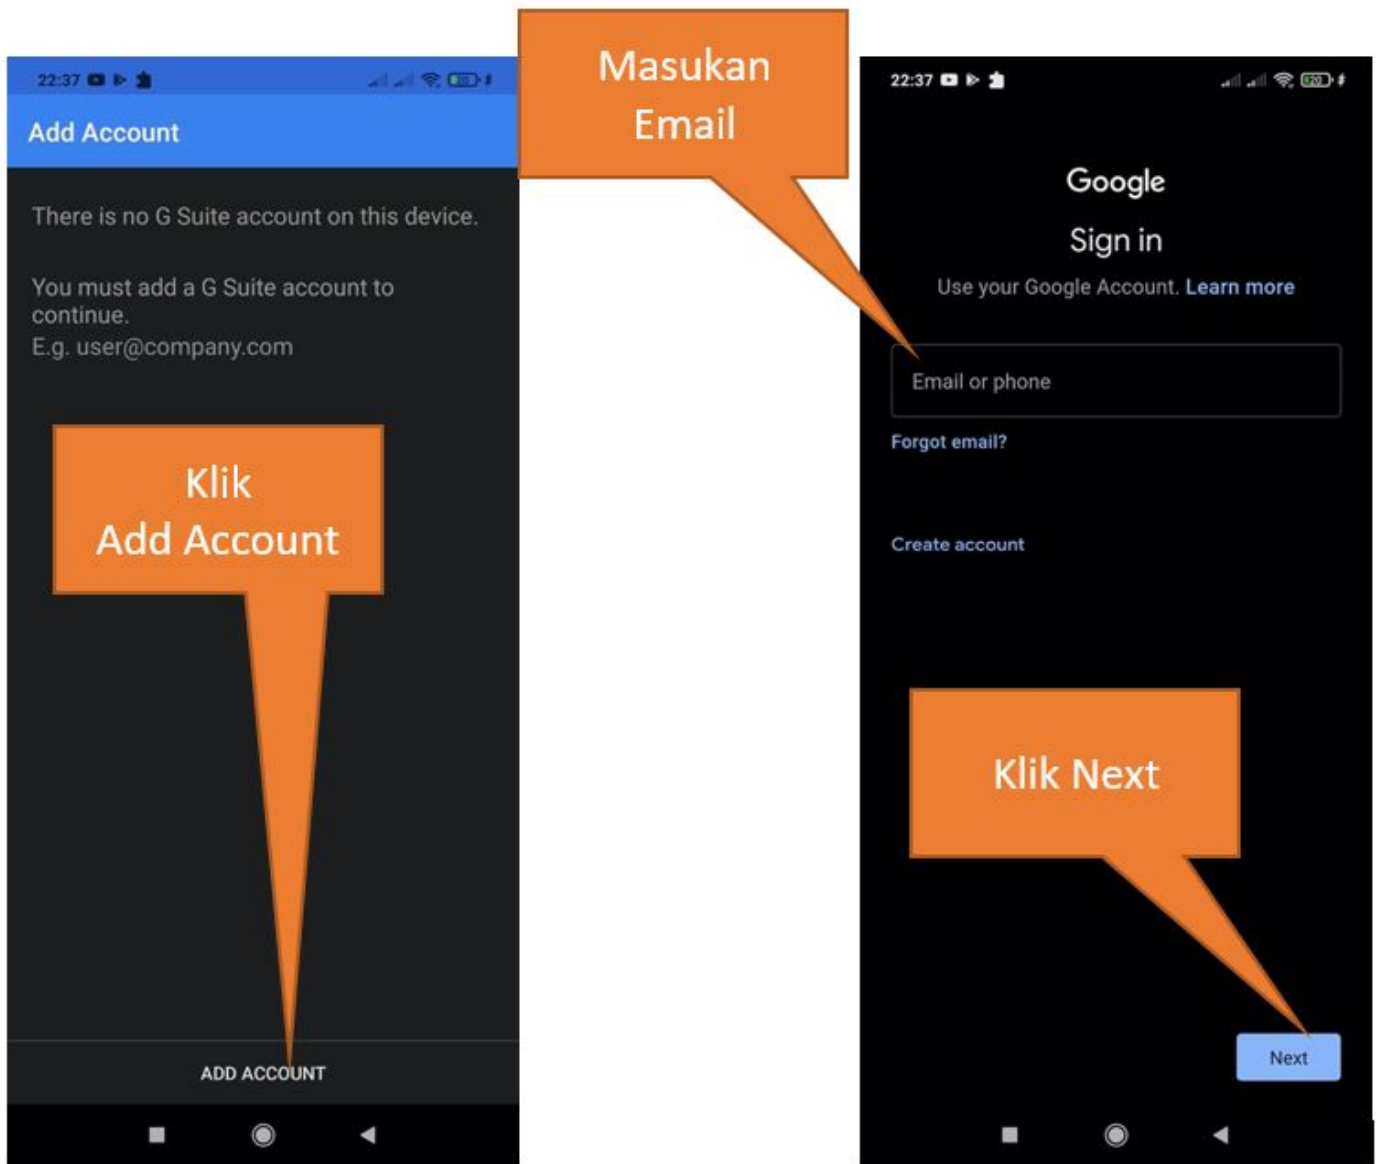 22:37
Add Account
There is no G Suite account on this device.
You must add a G Suite account to
continue.
E.g. user@company.com
Klik
Add Account
ADD ACCOUNT
Masukan
Email
22:37
Google
Sign in
Use your Google Account. Learn more
Email or phone
Forgot email?
Create account
Klik Next
Next